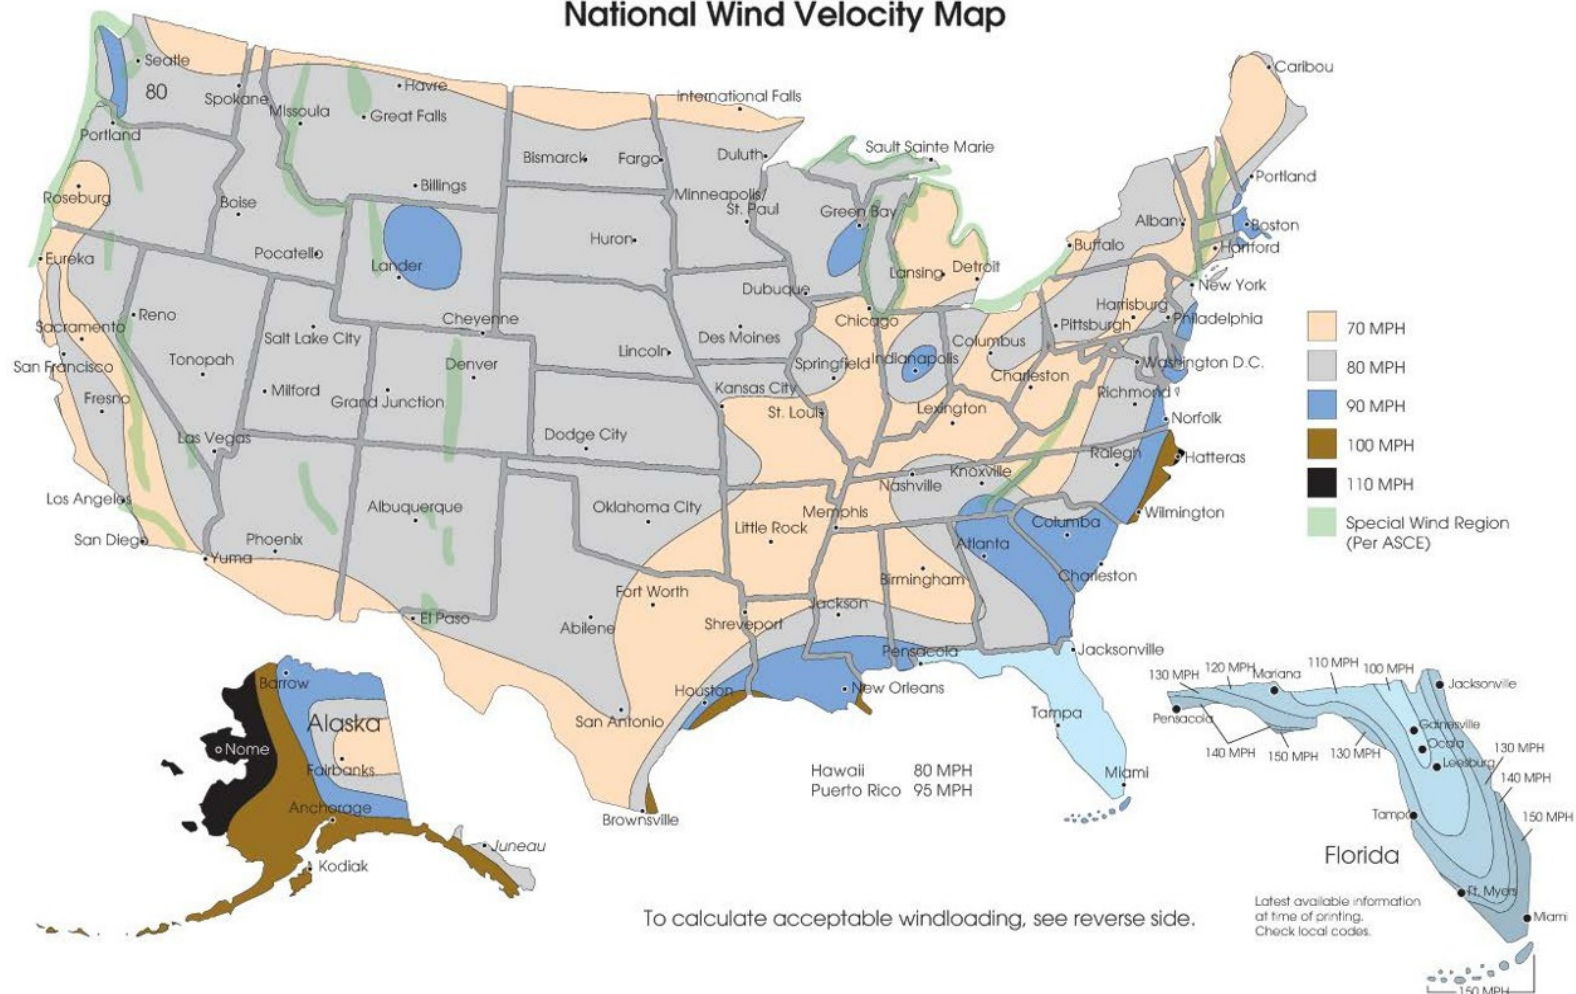 National Wind Velocity Map
Seatle
80
Spokane
Missoula
Havre
Great Falls
International Falls
Caribou
Portland
Bismarck
Fargo
Duluth
Sault Sainte Marie
Portland
Roseburg
Boise
Billings
Minneapolis/
St. Paul
Green Bay
Albany
Boston
Buffalo
Hartford
Eureka
Pocatello
Lander
Huron
Lansing
Detroit
New York
Dubuque
Reno
Cheyenne
Harrisburg
Philadelphia
Chicago
Sacramento
Salt Lake City
Des Moines
Pittsburgh
Columbus
San Francisco
Tonopah
Denver
Lincoln
Springfield
Indianapolis
Washington D.C.
Charleston
Fresno
Milford
Grand Junction
Kansas City
St. Louis
Lexington
Richmond
Norfolk
Las Vegas
Dodge City
Ralegh
Hatteras
Knoxville
Nashville
Los Angeles
Albuquerque
Oklahoma City
Little Rock
Memphis
Columba
Wilmington
San Diego
Phoenix
Yuma
Atlanta
Charleston
Birmingham
Fort Worth
Jackson
El Paso
Abilene
Shreveport
Pensacola
Jacksonville
Houston
New Orleans
San Antonio
Tampa
Miami
Brownsville
70 MPH
80 MPH
90 MPH
100 MPH
110 MPH
Special Wind Region
(Per ASCE)
Barrow
Alaska
Nome
Fairbanks
Anchorage
Juneau
Kodiak
Hawaii 80 MPH
Puerto Rico 95 MPH
To calculate acceptable windloading, see reverse side.
130 MPH
120 MPH
Mariana
110 MPH
100 MPH
Jacksonville
Pensacola
Gainesville
Ocala
Leesburg
140 MPH
150 MPH
130 MPH
130 MPH
140 MPH
150 MPH
Tampa
Florida
Ft. Myers
Miami
Latest available information
at time of printing.
Check local codes.
150 MPH